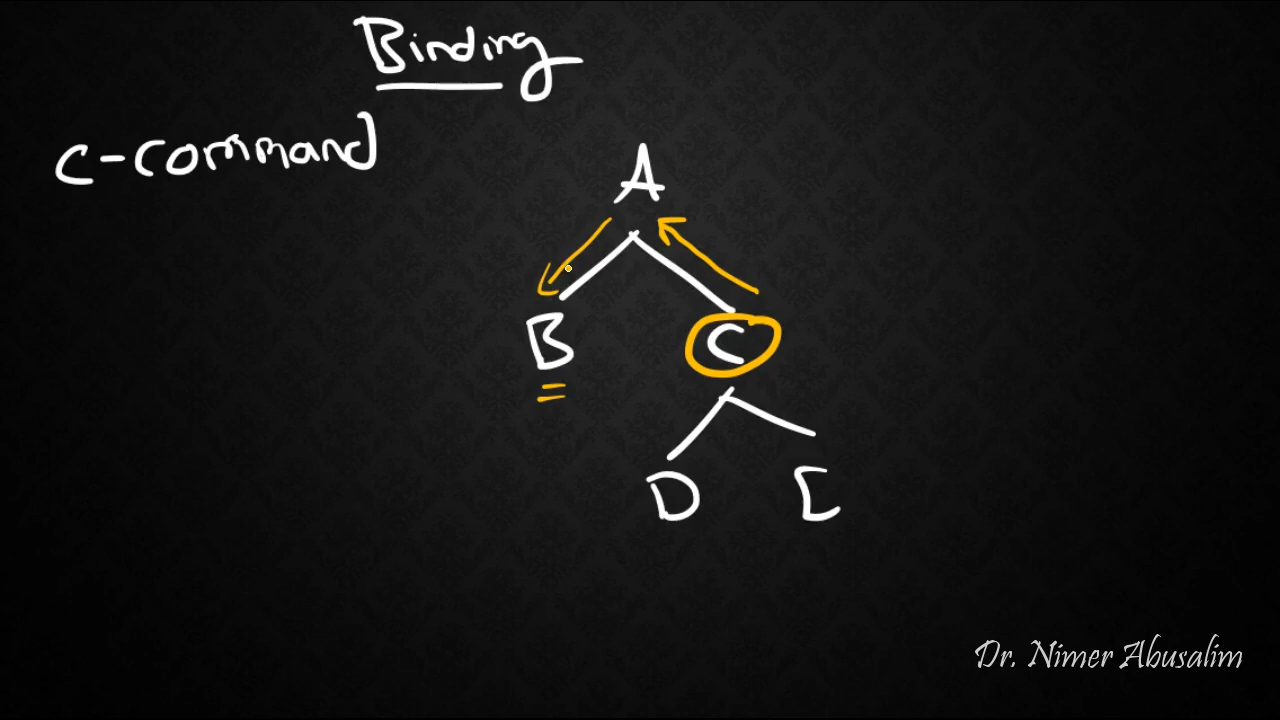 Binding
C-command
A
B C
D E
Dr. Nimer Abusalim